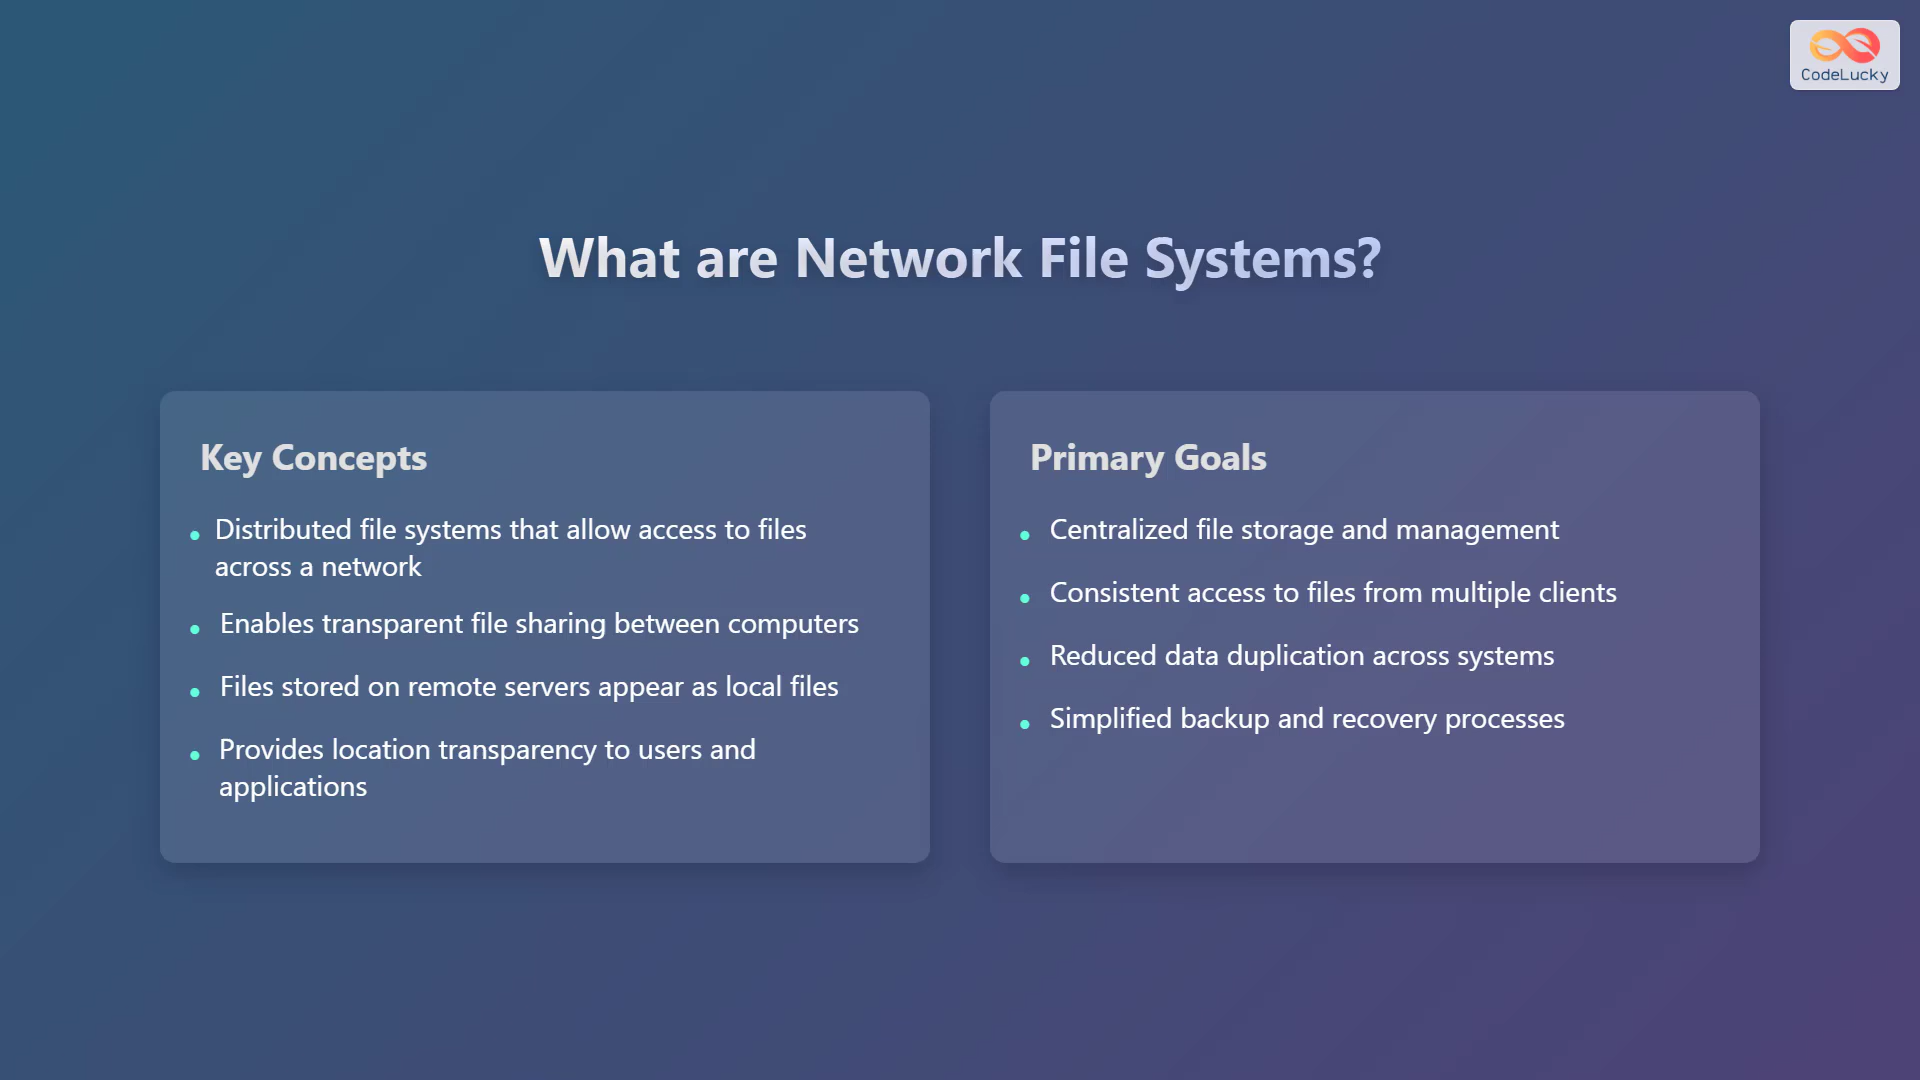 CodeLucky
What are Network File Systems?
Key Concepts
Distributed file systems that allow access to files
across a network
Enables transparent file sharing between computers
Files stored on remote servers appear as local files
Provides location transparency to users and
applications
Primary Goals
Centralized file storage and management
Consistent access to files from multiple clients
Reduced data duplication across systems
Simplified backup and recovery processes